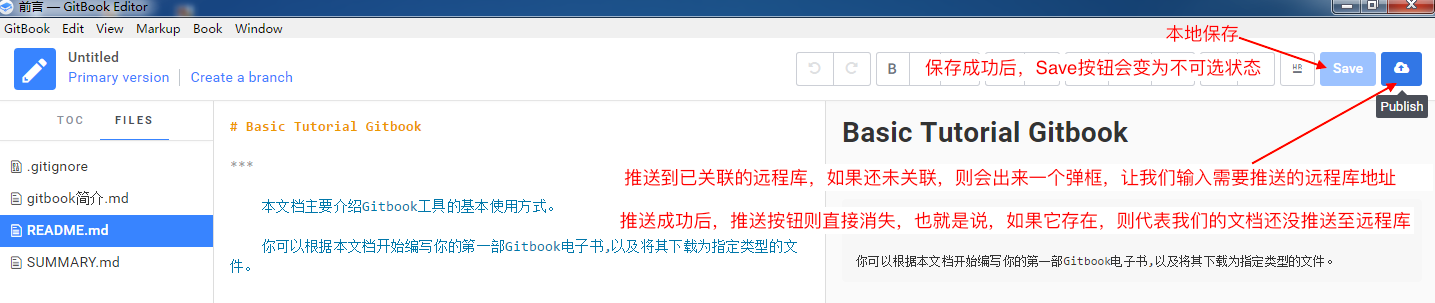 前言 — GitBook Editor
GitBook Edit View Markup Book Window
本地保存
Untitled
Primary version Create a branch
B
保存成功后，Save按钮会变为不可选状态
HR
Save
Publish
TOC FILES
.gitignore
gitbook简介.md
README.md
SUMMARY.md
# Basic Tutorial Gitbook
***
本文档主要介绍Gitbook工具的基本使用方式。
你可以根据本文档开始编写你的第一部Gitbook电子书,以及将其下载为指定类型的文
件。
Basic Tutorial Gitbook
推送到已关联的远程库，如果还未关联，则会出来一个弹框，让我们输入需要推送的远程库地址
推送成功后，推送按钮则直接消失，也就是说，如果它存在，则代表我们的文档还没推送至远程库
你可以根据本文档开始编写你的第一部Gitbook电子书,以及将其下载为指定类型的文件。